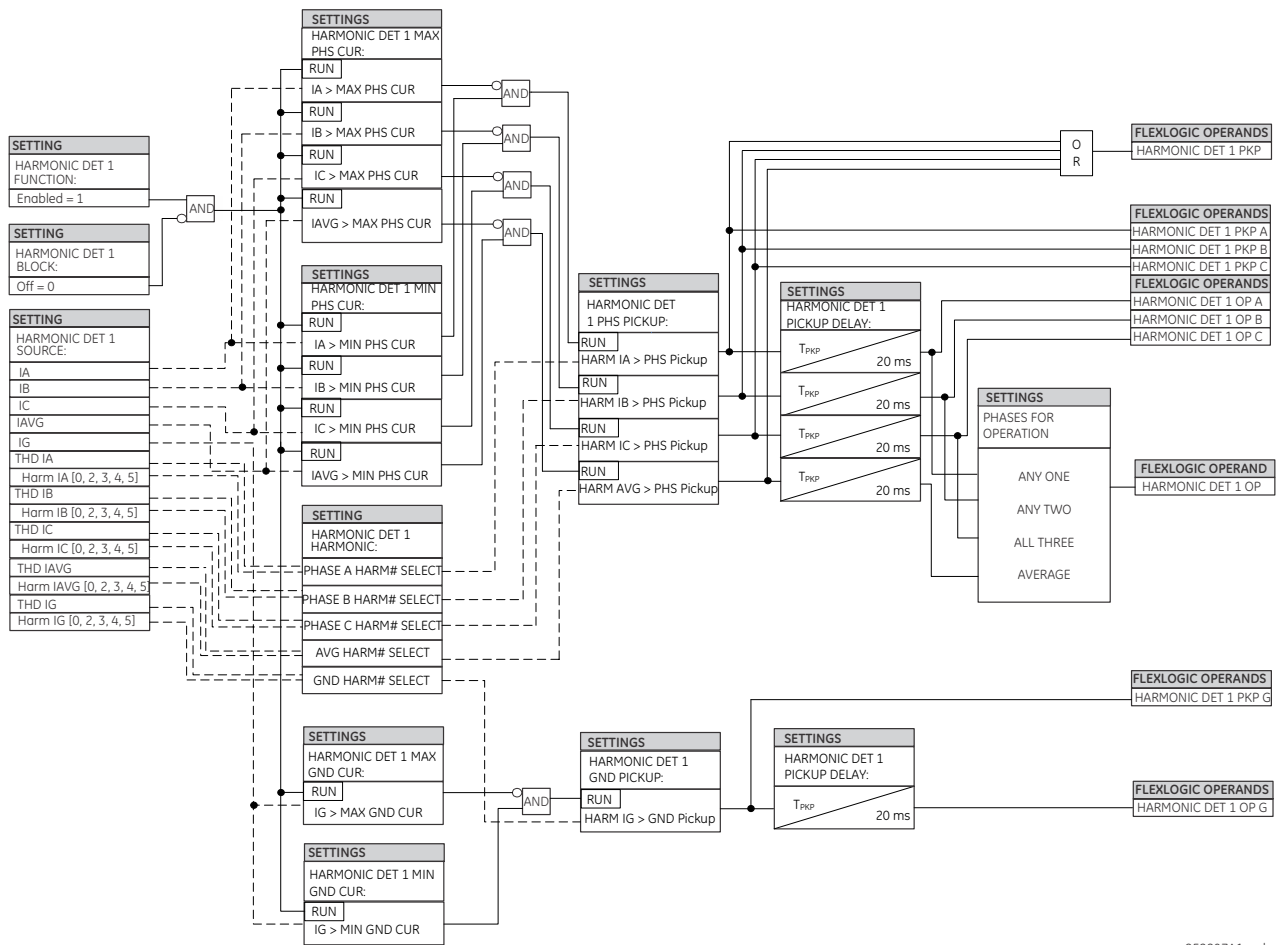 SETTING
HARMONIC DET 1
FUNCTION:
Enabled = 1
SETTING
HARMONIC DET 1
BLOCK:
Off = 0
AND
SETTING
HARMONIC DET 1
SOURCE:
IA
IB
IC
IAVG
IG
THD IA
Harm IA [0, 2, 3, 4, 5]
THD IB
Harm IB [0, 2, 3, 4, 5]
THD IC
Harm IC [0, 2, 3, 4, 5]
THD IAVG
Harm IAVG [0, 2, 3, 4, 5]
THD IG
Harm IG [0, 2, 3, 4, 5]
SETTINGS
HARMONIC DET 1 MAX
PHS CUR:
RUN
IA > MAX PHS CUR
RUN
IB > MAX PHS CUR
RUN
IC > MAX PHS CUR
RUN
IAVG > MAX PHS CUR
AND
AND
AND
AND
SETTINGS
HARMONIC DET 1 MIN
PHS CUR:
RUN
IA > MIN PHS CUR
RUN
IB > MIN PHS CUR
RUN
IC > MIN PHS CUR
RUN
IAVG > MIN PHS CUR
SETTING
HARMONIC DET 1
HARMONIC:
PHASE A HARM# SELECT
PHASE B HARM# SELECT
PHASE C HARM# SELECT
AVG HARM# SELECT
GND HARM# SELECT
SETTINGS
HARMONIC DET 1 MAX
GND CUR:
RUN
IG > MAX GND CUR
AND
SETTINGS
HARMONIC DET 1 MIN
GND CUR:
RUN
IG > MIN GND CUR
SETTINGS
HARMONIC DET
1 PHS PICKUP:
RUN
HARM IA > PHS Pickup
RUN
HARM IB > PHS Pickup
RUN
HARM IC > PHS Pickup
RUN
HARM AVG > PHS Pickup
SETTINGS
HARMONIC DET 1
GND PICKUP:
RUN
HARM IG > GND Pickup
SETTINGS
HARMONIC DET 1
PICKUP DELAY:
TPKP
20 ms
TPKP
20 ms
TPKP
20 ms
TPKP
20 ms
SETTINGS
HARMONIC DET 1
PICKUP DELAY:
TPKP
20 ms
SETTINGS
PHASES FOR
OPERATION
ANY ONE
ANY TWO
ALL THREE
AVERAGE
O
R
FLEXLOGIC OPERANDS
HARMONIC DET 1 PKP
FLEXLOGIC OPERANDS
HARMONIC DET 1 PKP A
HARMONIC DET 1 PKP B
HARMONIC DET 1 PKP C
FLEXLOGIC OPERANDS
HARMONIC DET 1 OP A
HARMONIC DET 1 OP B
HARMONIC DET 1 OP C
FLEXLOGIC OPERAND
HARMONIC DET 1 OP
FLEXLOGIC OPERANDS
HARMONIC DET 1 PKP G
FLEXLOGIC OPERANDS
HARMONIC DET 1 OP G